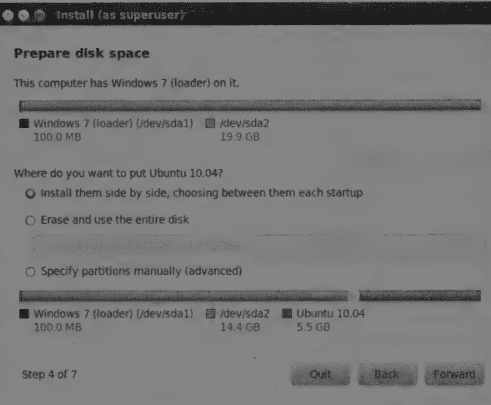 Install (as superuser)
Prepare disk space
This computer has Windows 7 (loader) on it.
Windows 7 (loader) (/dev/sda1) /dev/sda2
100.0 MB 19.9 GB
Where do you want to put Ubuntu 10.04?
Install them side by side, choosing between them each startup
Erase and use the entire disk
Specify partitions manually (advanced)
Windows 7 (loader) (/dev/sda1) /dev/sda2 Ubuntu 10.04
100.0 MB 14.4 GB 5.5 GB
Step 4 of 7 Quit Back Forward